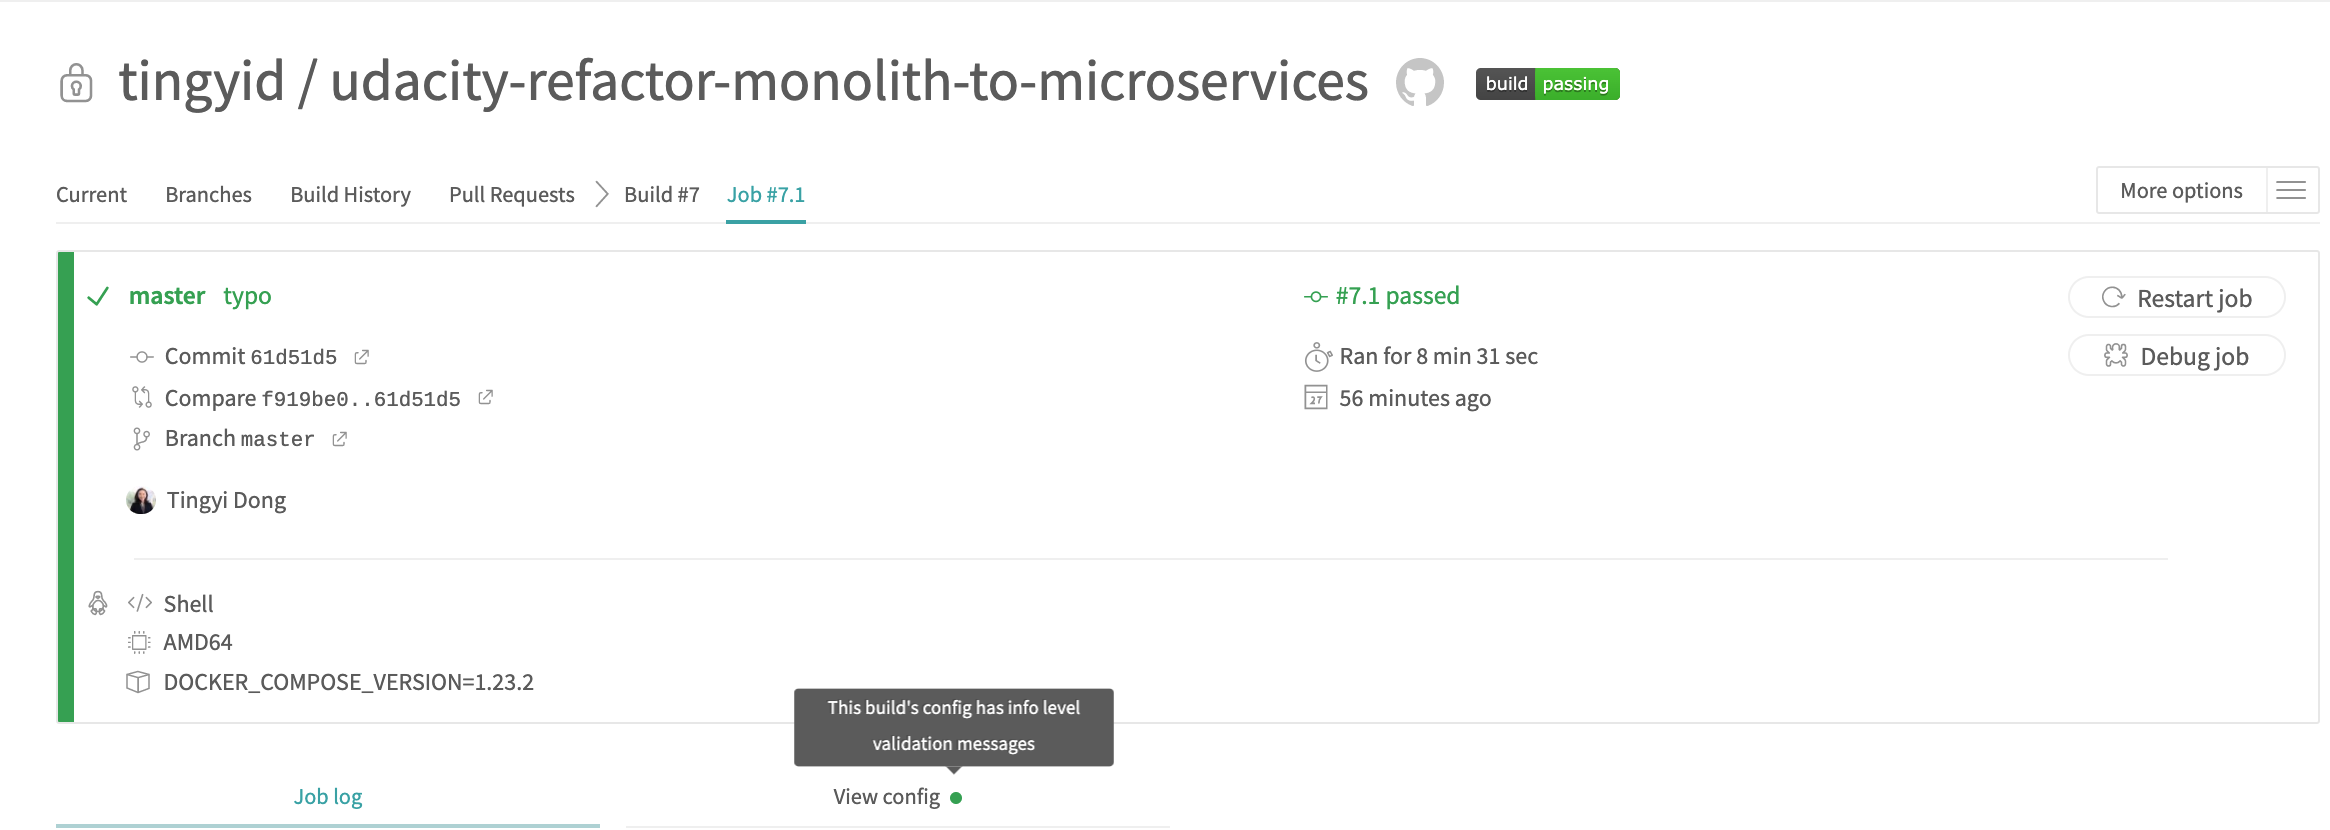 tingyid / udacity-refactor-monolith-to-microservices build passing
Current Branches Build History Pull Requests Build #7 Job #7.1 More options
master typo
Commit 61d51d5
Compare f919be0..61d51d5
Branch master
Tingyi Dong
#7.1 passed
Ran for 8 min 31 sec
27 56 minutes ago
Restart job
Debug job
</> Shell
AMD64
DOCKER_COMPOSE_VERSION=1.23.2
This build's config has info level
validation messages
Job log View config